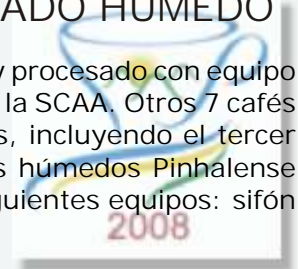 ADO HÚMEDO
y procesado con equipo
la SCAA. Otros 7 cafés
s, incluyendo el tercer
s húmedos Pinhalense
guientes equipos: sifón
2008